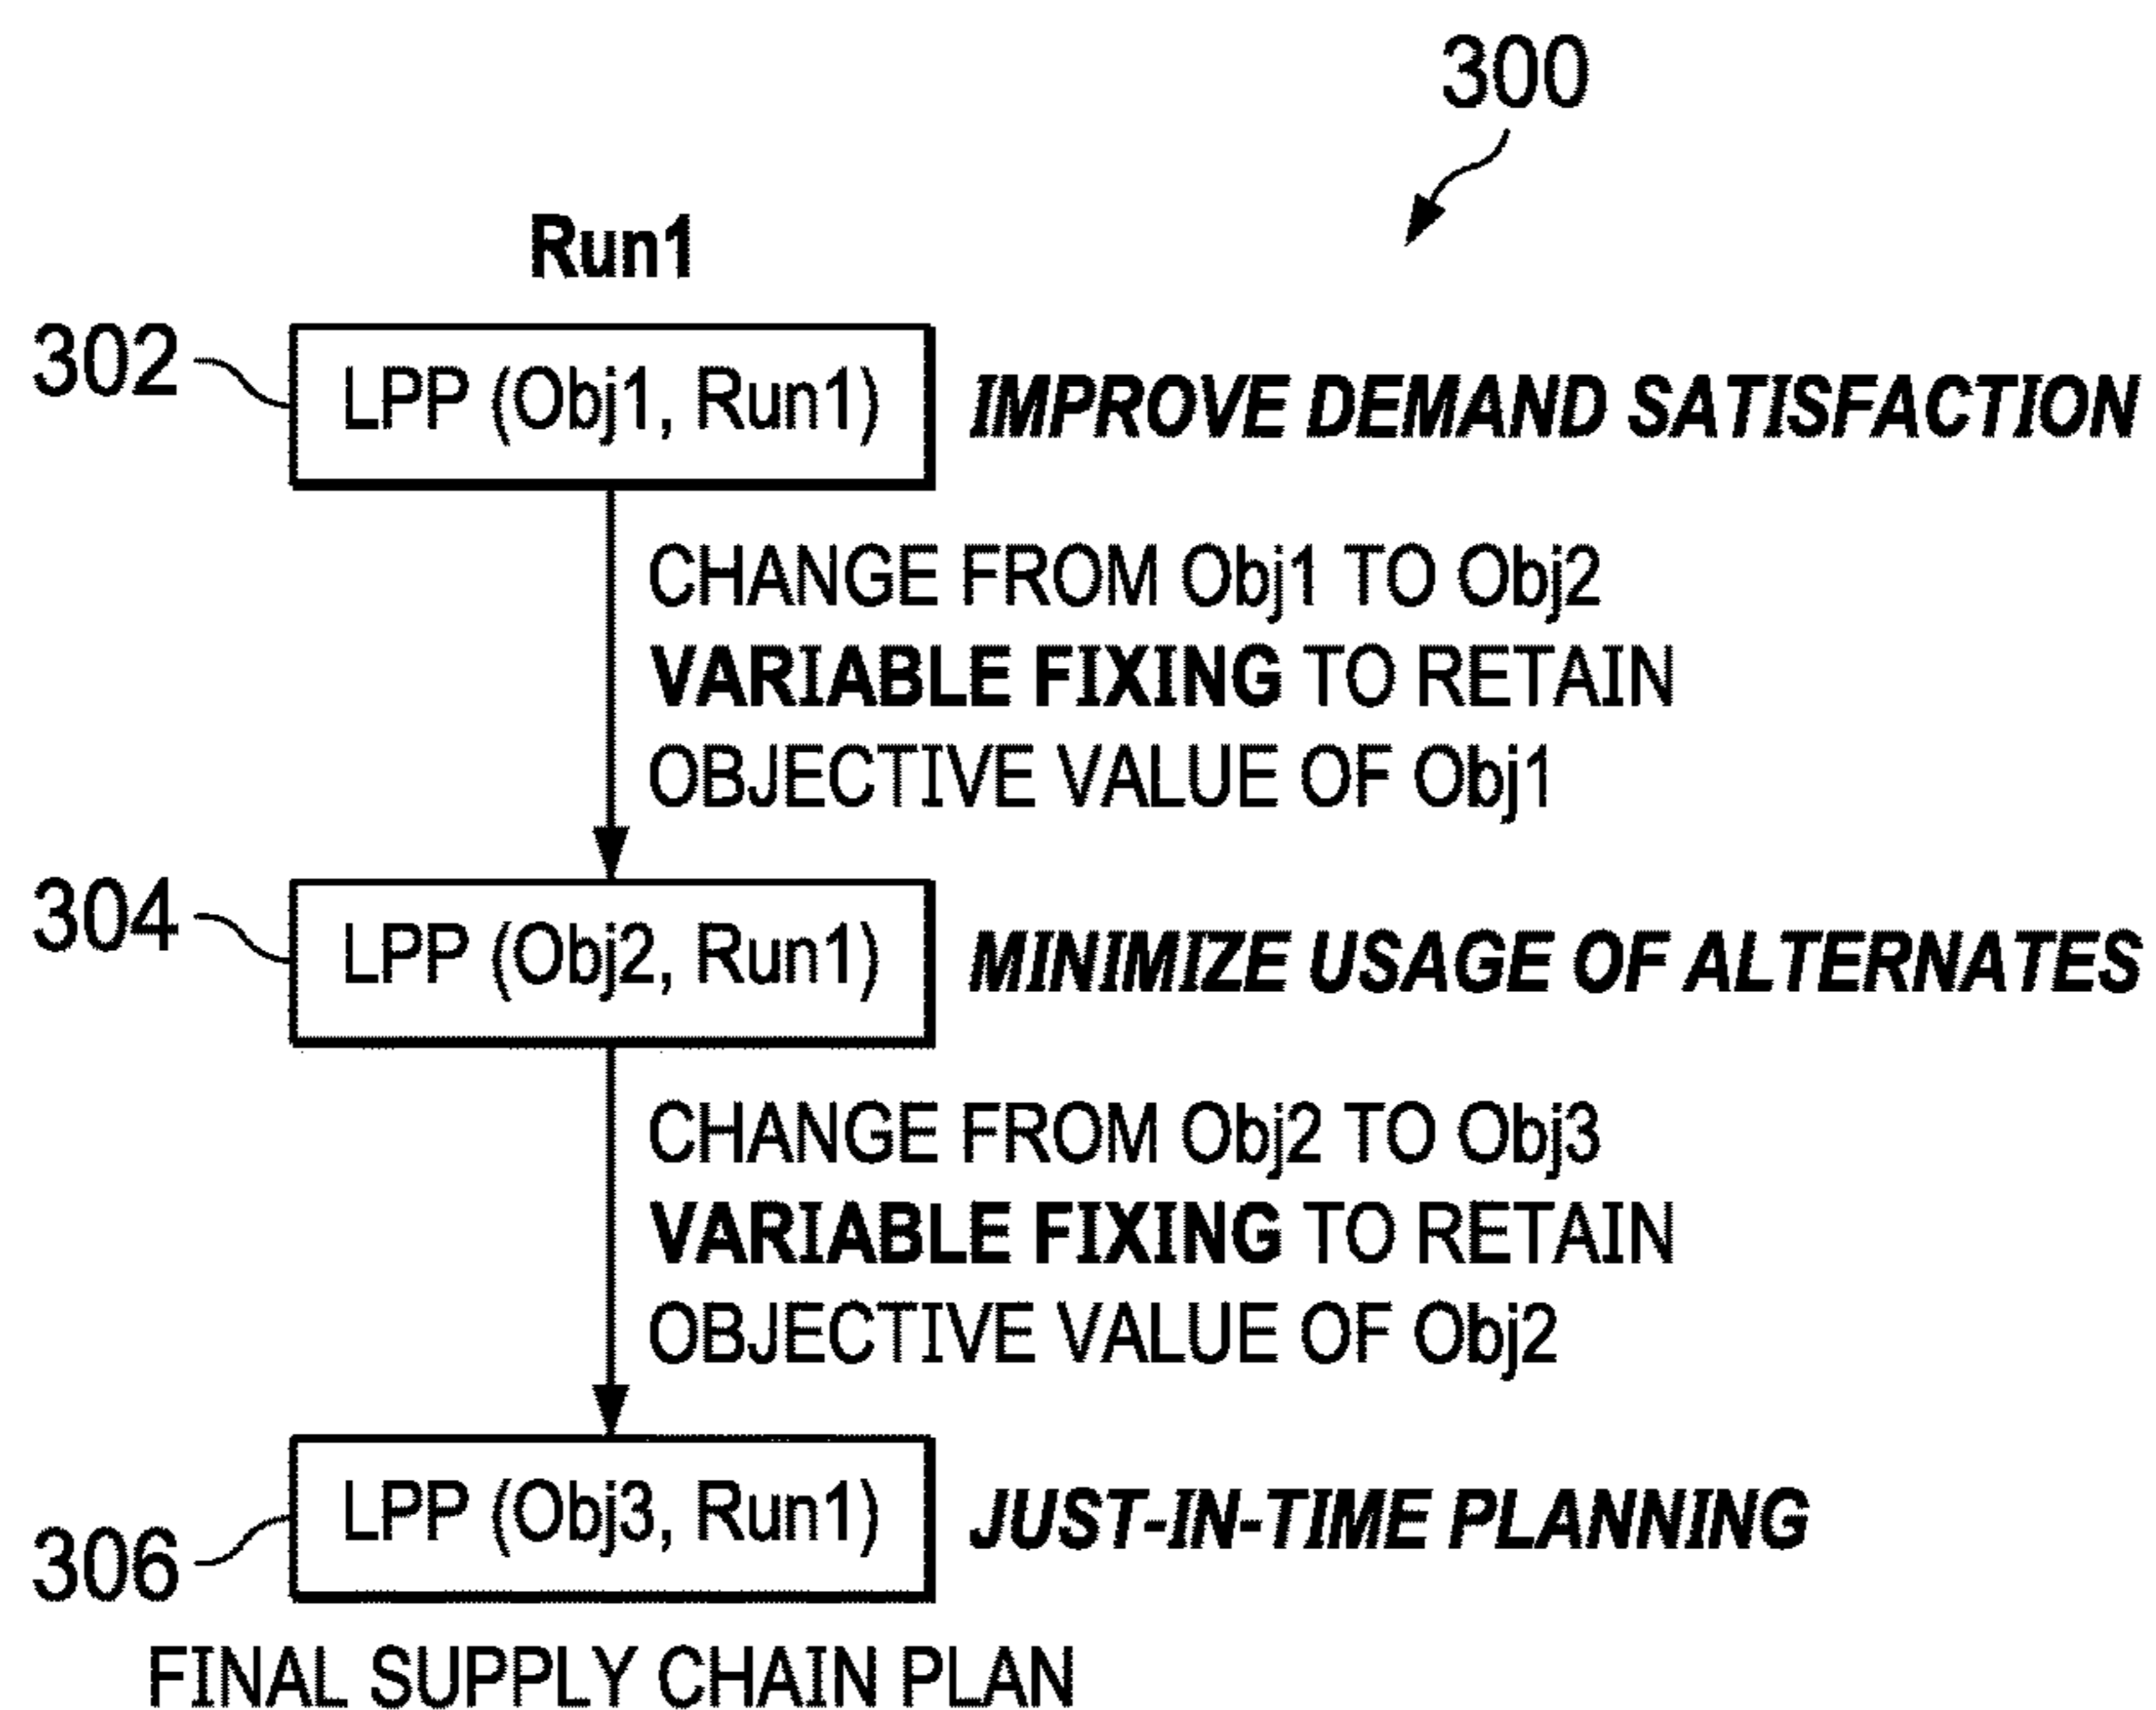 300
Run1
302 LPP (Obj1, Run1) IMPROVE DEMAND SATISFACTION
CHANGE FROM Obj1 TO Obj2
VARIABLE FIXING TO RETAIN
OBJECTIVE VALUE OF Obj1
304 LPP (Obj2, Run1) MINIMIZE USAGE OF ALTERNATES
CHANGE FROM Obj2 TO Obj3
VARIABLE FIXING TO RETAIN
OBJECTIVE VALUE OF Obj2
306 LPP (Obj3, Run1) JUST-IN-TIME PLANNING
FINAL SUPPLY CHAIN PLAN